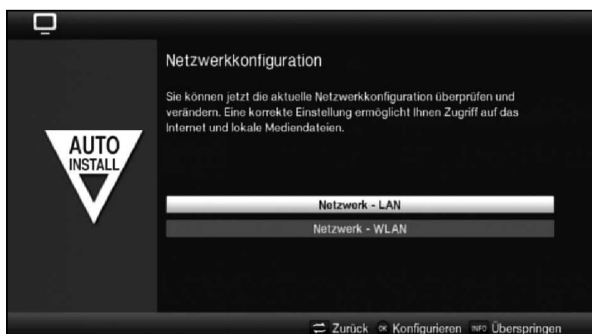 Netzwerkkonfiguration
Sie können jetzt die aktuelle Netzwerkkonfiguration überprüfen und
verändern. Eine korrekte Einstellung ermöglicht Ihnen Zugriff auf das
Internet und lokale Mediendateien.
AUTO
INSTALL
Netzwerk - LAN
Netzwerk - WLAN
Zurück OK Konfigurieren INFO Überspringen